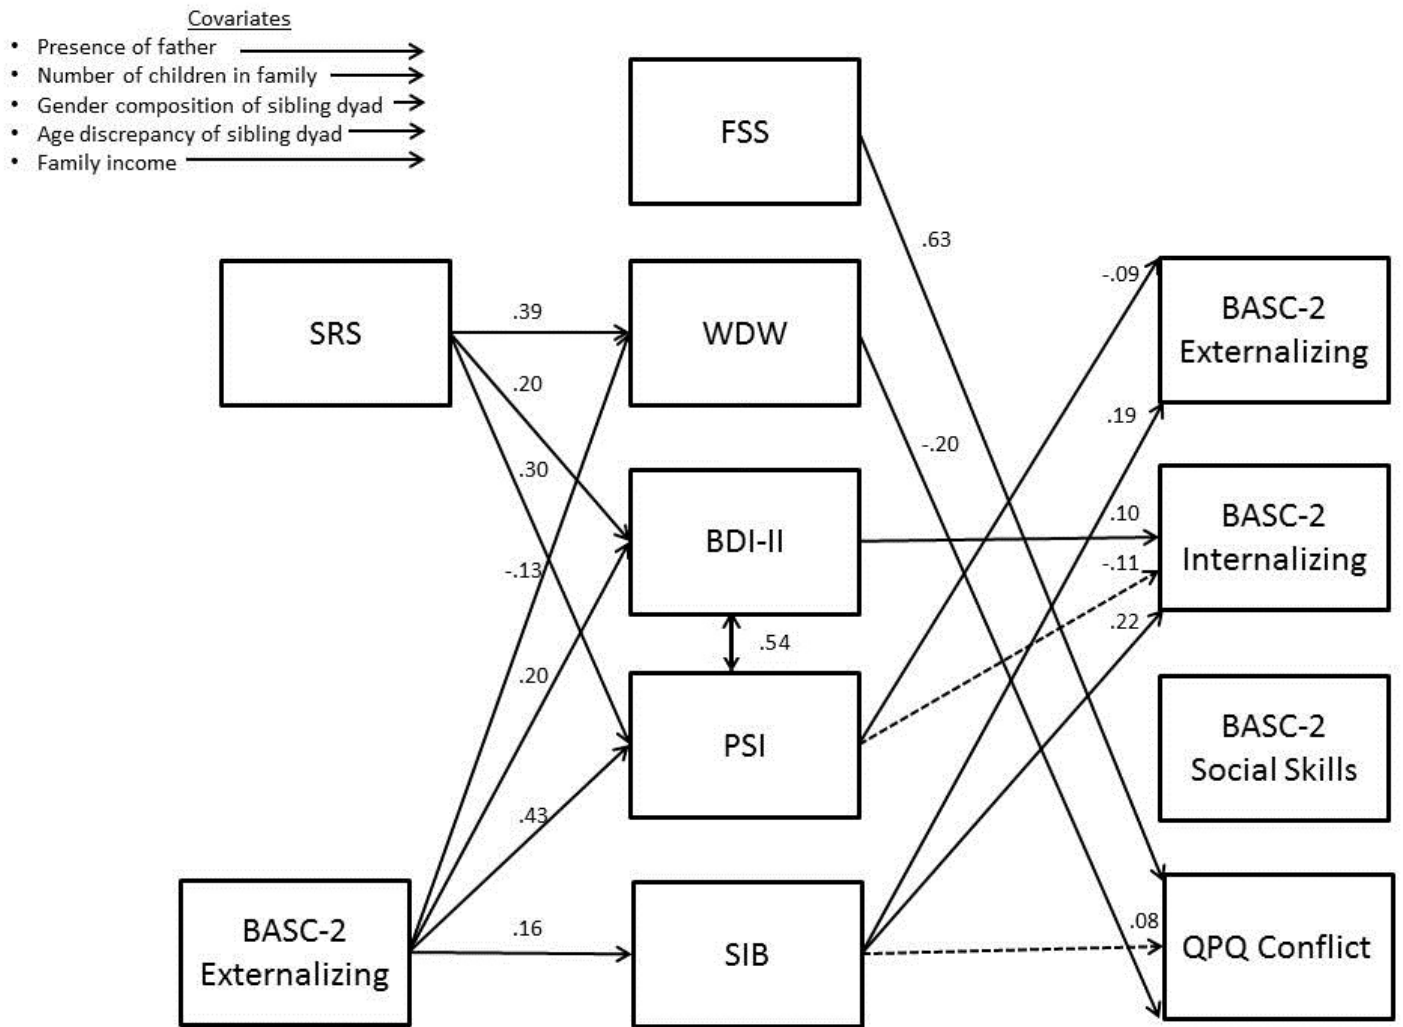 Covariates
• Presence of father
• Number of children in family
• Gender composition of sibling dyad
• Age discrepancy of sibling dyad
• Family income
FSS
.63
SRS
.39
WDW
-.09
BASC-2
Externalizing
.20
.19
-.20
.30
BDI-II
.10
BASC-2
Internalizing
-.13
-.11
.22
.54
.20
PSI
BASC-2
Social Skills
.43
BASC-2
Externalizing
.16
SIB
.08
QPQ Conflict